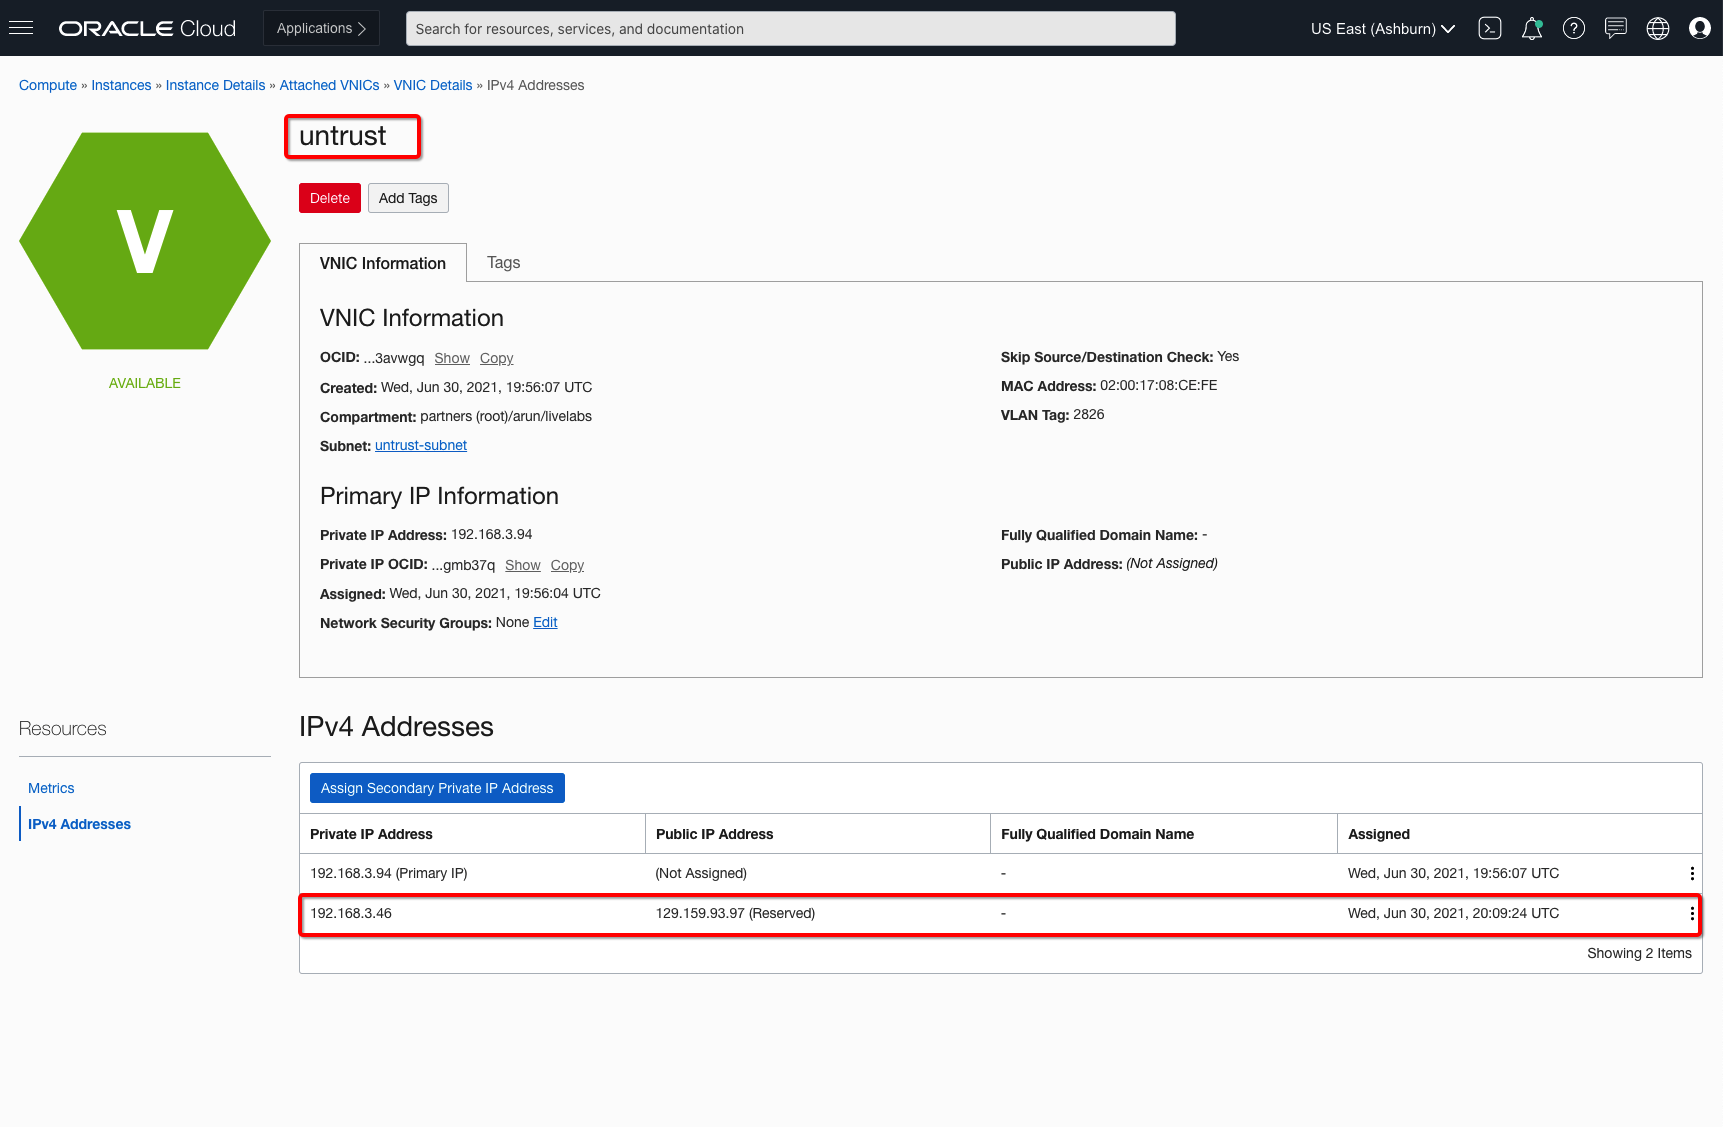 ORACLE Cloud
Applications
Search for resources, services, and documentation
US East (Ashburn)
Compute » Instances » Instance Details » Attached VNICs » VNIC Details » IPv4 Addresses
V
AVAILABLE
untrust
Delete
Add Tags
VNIC Information
Tags
VNIC Information
OCID: ...3avwgq Show Copy
Created: Wed, Jun 30, 2021, 19:56:07 UTC
Compartment: partners (root)/arun/livelabs
Subnet: untrust-subnet
Skip Source/Destination Check: Yes
MAC Address: 02:00:17:08:CE:FE
VLAN Tag: 2826
Primary IP Information
Private IP Address: 192.168.3.94
Private IP OCID: ...gmb37q Show Copy
Assigned: Wed, Jun 30, 2021, 19:56:04 UTC
Network Security Groups: None Edit
Fully Qualified Domain Name: -
Public IP Address: (Not Assigned)
Resources
Metrics
IPv4 Addresses
IPv4 Addresses
Assign Secondary Private IP Address
Private IP Address Public IP Address Fully Qualified Domain Name Assigned
192.168.3.94 (Primary IP) (Not Assigned) - Wed, Jun 30, 2021, 19:56:07 UTC
192.168.3.46 129.159.93.97 (Reserved) - Wed, Jun 30, 2021, 20:09:24 UTC
Showing 2 Items